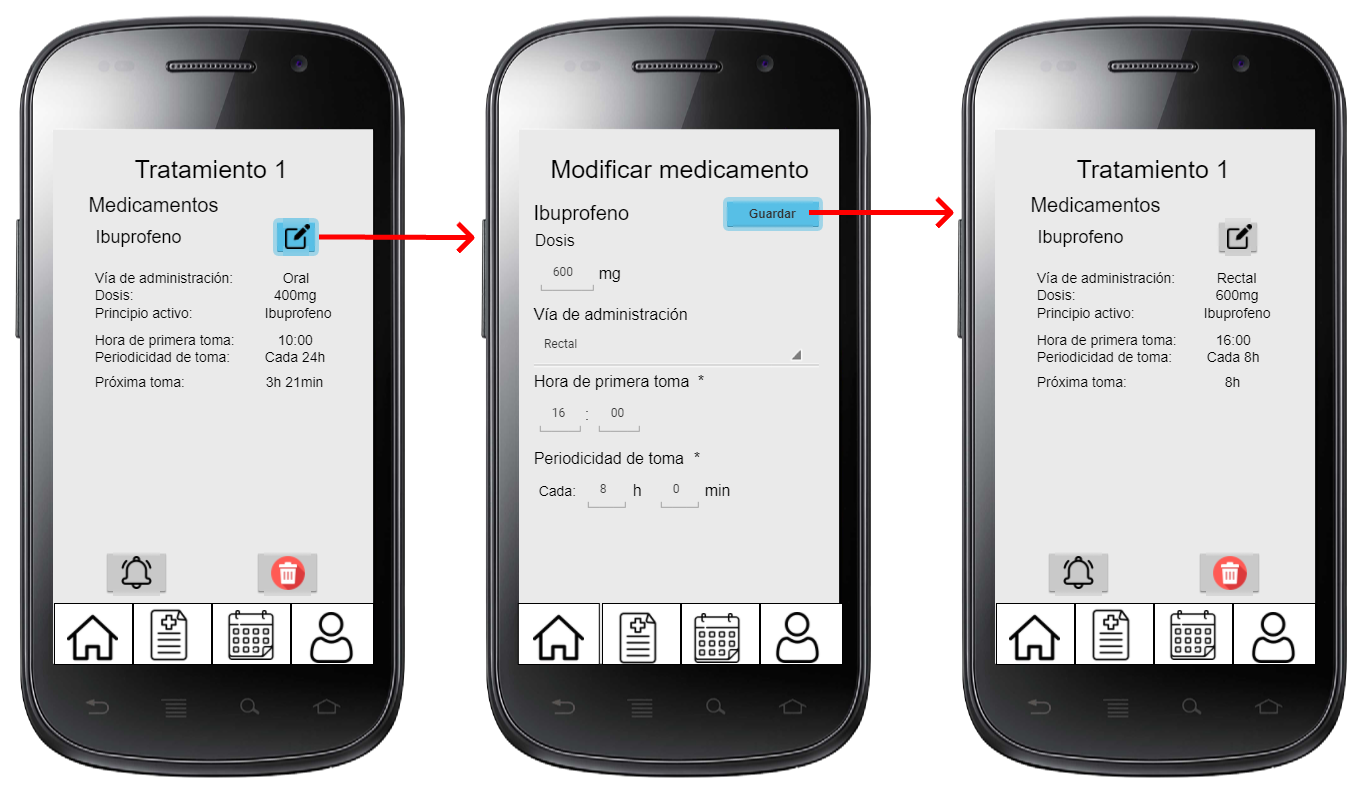 Tratamiento 1
Medicamentos
Ibuprofeno
Vía de administración: Oral
Dosis: 400mg
Principio activo: Ibuprofeno
Hora de primera toma: 10:00
Periodicidad de toma: Cada 24h
Próxima toma: 3h 21min
Modificar medicamento
Ibuprofeno Guardar
Dosis
600 mg
Vía de administración
Rectal
Hora de primera toma *
16 : 00
Periodicidad de toma *
Cada: 8 h 0 min
Tratamiento 1
Medicamentos
Ibuprofeno
Vía de administración: Rectal
Dosis: 600mg
Principio activo: Ibuprofeno
Hora de primera toma: 16:00
Periodicidad de toma: Cada 8h
Próxima toma: 8h